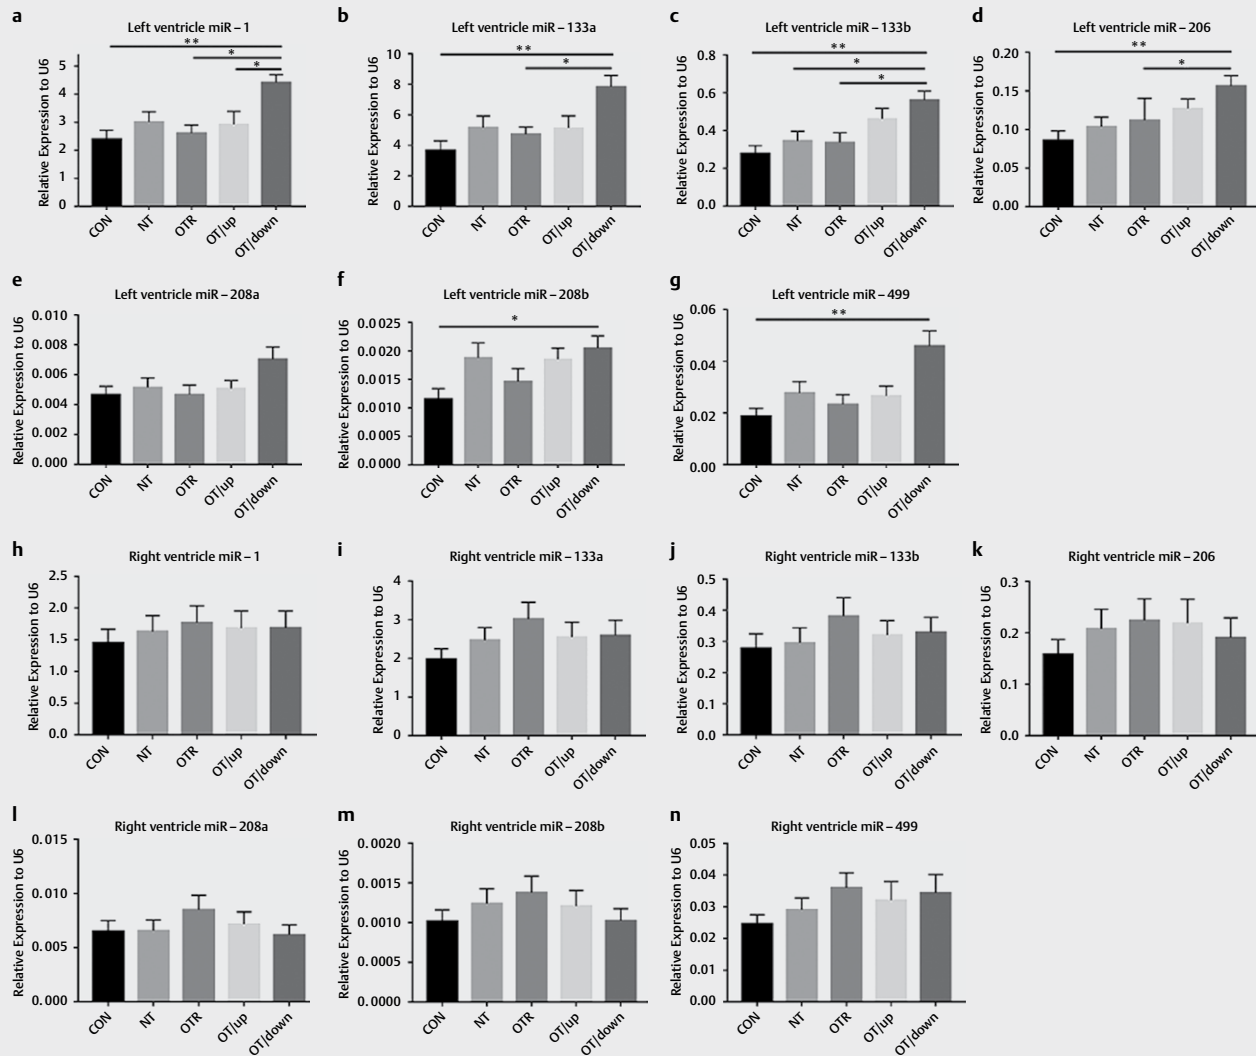 a
Left ventricle miR – 1
**
*
*
Relative Expression to U6
5
4
3
2
1
0
CON
NT
OTR
OT/up
OT/down
b
Left ventricle miR – 133a
**
*
Relative Expression to U6
10
8
6
4
2
0
CON
NT
OTR
OT/up
OT/down
c
Left ventricle miR – 133b
**
*
*
Relative Expression to U6
0.8
0.6
0.4
0.2
0.0
CON
NT
OTR
OT/up
OT/down
d
Left ventricle miR – 206
**
*
Relative Expression to U6
0.20
0.15
0.10
0.05
0.00
CON
NT
OTR
OT/up
OT/down
e
Left ventricle miR – 208a
Relative Expression to U6
0.010
0.008
0.006
0.004
0.002
0.000
CON
NT
OTR
OT/up
OT/down
f
Left ventricle miR – 208b
*
Relative Expression to U6
0.0025
0.0020
0.0015
0.0010
0.0005
0.0000
CON
NT
OTR
OT/up
OT/down
g
Left ventricle miR – 499
**
Relative Expression to U6
0.06
0.04
0.02
0.00
CON
NT
OTR
OT/up
OT/down
h
Right ventricle miR – 1
Relative Expression to U6
2.5
2.0
1.5
1.0
0.5
0.0
CON
NT
OTR
OT/up
OT/down
i
Right ventricle miR – 133a
Relative Expression to U6
4
3
2
1
0
CON
NT
OTR
OT/up
OT/down
j
Right ventricle miR – 133b
Relative Expression to U6
0.5
0.4
0.3
0.2
0.1
0.0
CON
NT
OTR
OT/up
OT/down
k
Right ventricle miR – 206
Relative Expression to U6
0.3
0.2
0.1
0.0
CON
NT
OTR
OT/up
OT/down
l
Right ventricle miR – 208a
Relative Expression to U6
0.015
0.010
0.005
0.000
CON
NT
OTR
OT/up
OT/down
m
Right ventricle miR – 208b
Relative Expression to U6
0.0020
0.0015
0.0010
0.0005
0.0000
CON
NT
OTR
OT/up
OT/down
n
Right ventricle miR – 499
Relative Expression to U6
0.05
0.04
0.03
0.02
0.01
0.00
CON
NT
OTR
OT/up
OT/down